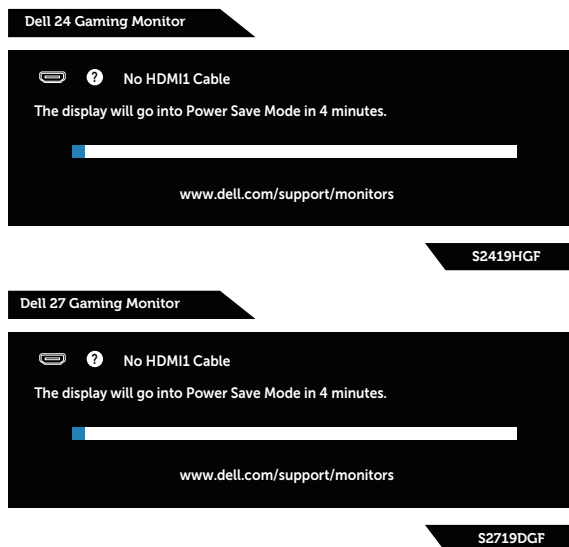 Dell 24 Gaming Monitor
? No HDMI1 Cable
The display will go into Power Save Mode in 4 minutes.
www.dell.com/support/monitors
S2419HGF
Dell 27 Gaming Monitor
? No HDMI1 Cable
The display will go into Power Save Mode in 4 minutes.
www.dell.com/support/monitors
S2719DGF